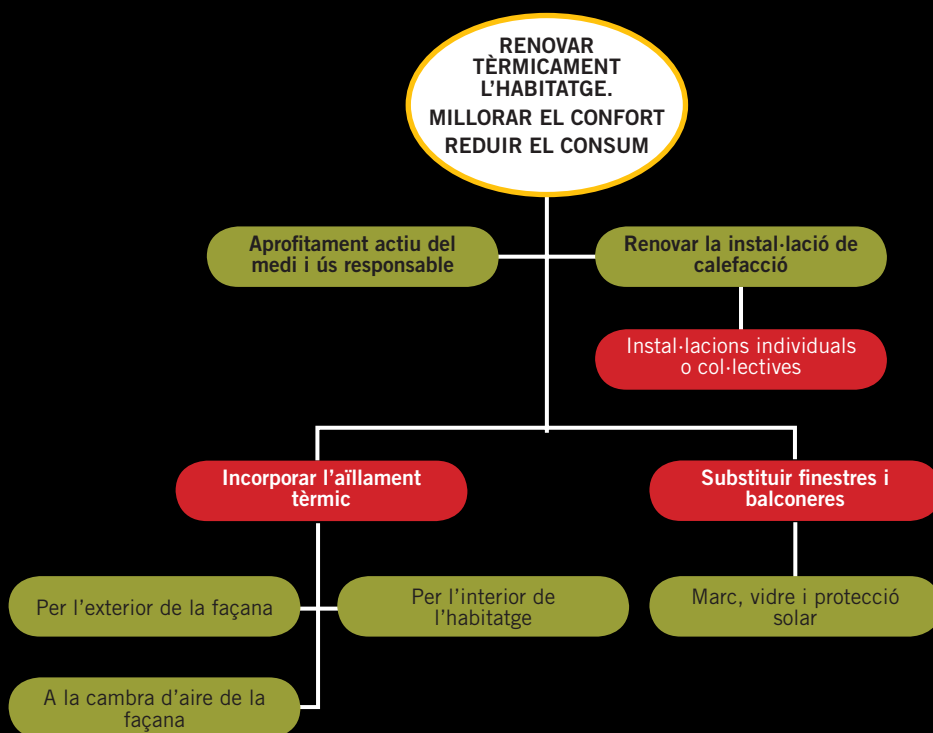 RENOVAR
TÈRMICAMENT
L'HABITATGE.
MILLORAR EL CONFORT
REDUIR EL CONSUM
Aprofitament actiu del
medi i ús responsable
Renovar la instal·lació de
calefacció
Instal·lacions individuals
o col·lectives
Incorporar l'aïllament
tèrmic
Substituir finestres i
balconeres
Per l'exterior de la façana
Per l'interior de
l'habitatge
Marc, vidre i protecció
solar
A la cambra d'aire de la
façana